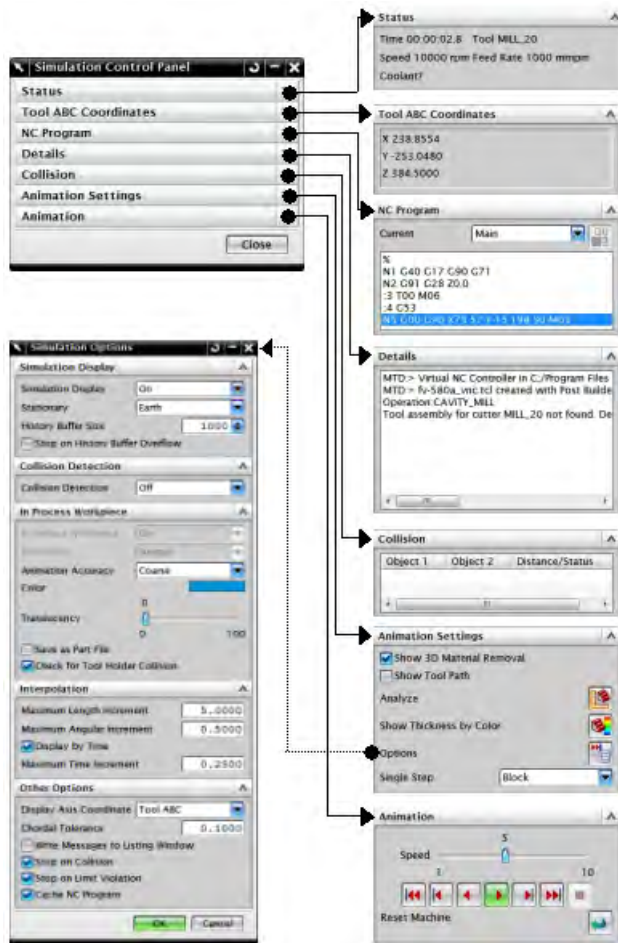 Simulation Control Panel
Status
Tool ABC Coordinates
NC Program
Details
Collision
Animation Settings
Animation
Close
Status
Time 00:00:02.8 Tool MILL_20
Speed 10000 rpm Feed Rate 1000 mmpm
Coolant?
Tool ABC Coordinates
X 238.8554
Y -253.0480
Z 384.5000
NC Program
Current Main
%
N1 G40 G17 G90 G71
N2 G91 G28 Z0.0
:3 T00 M06
:4 G53
Details
MTD > Virtual NC Controller in C:/Program Files
MTD > fv-580a_vnc.tcl created with Post Builde
Operation CAVITY_MILL
Tool assembly for cutter MILL_20 not found. De
Collision
Object 1 Object 2 Distance/Status
Animation Settings
Show 3D Material Removal
Show Tool Path
Analyze
Show Thickness by Color
Options
Single Step Block
Animation
5
Speed
1 10
Reset Machine
Simulation Options
Simulation Display
Simulation Display On
Stationary Earth
History Buffer Size 1000
Stop on History Buffer Overflow
Collision Detection
Collision Detection Off
In Process Workpiece
Animation Accuracy Coarse
Color
0
Translucency
0 100
Save as Part File
Check for Tool Holder Collision
Interpolation
Maximum Length Increment 5.0000
Maximum Angular Increment 0.5000
Display by Time
Maximum Time Increment 0.2500
Other Options
Display Axis Coordinate Tool ABC
Chordal Tolerance 0.1000
Write Messages to Listing Window
Stop on Collision
Stop on Limit Violation
Cache NC Program
OK Cancel